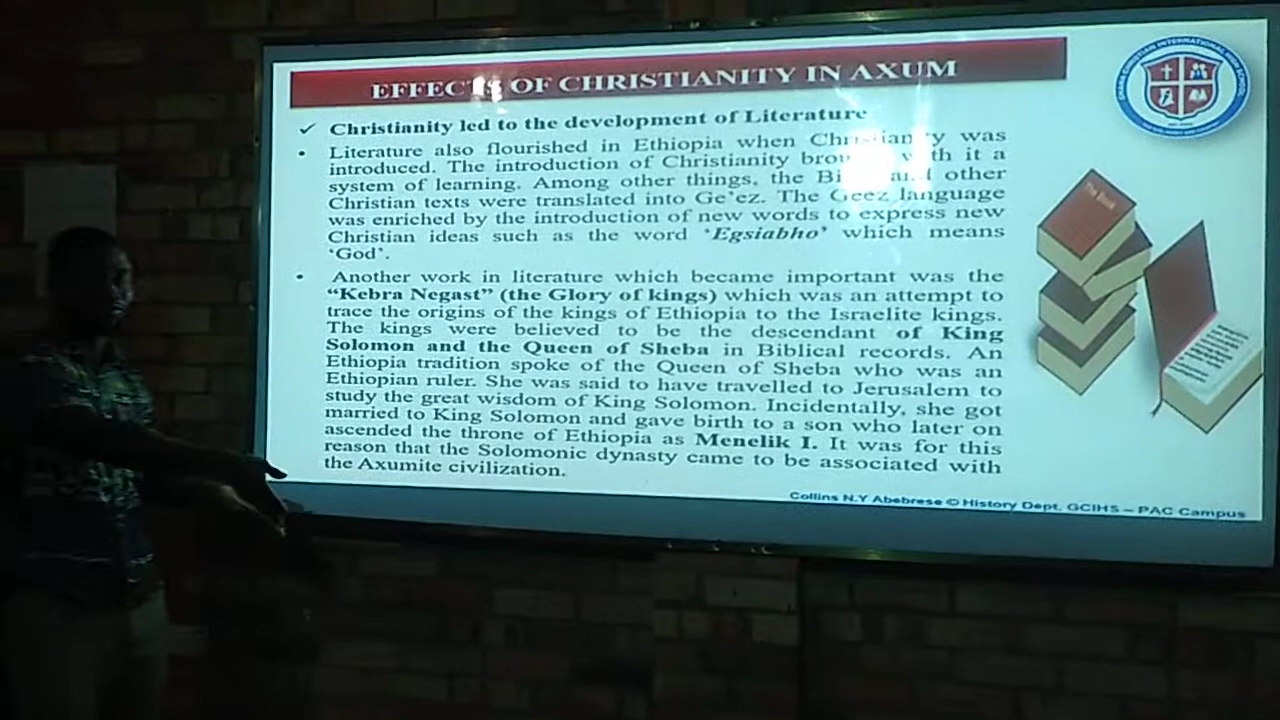 EFFECTS OF CHRISTIANITY IN AXUM
✓ Christianity led to the development of Literature
• Literature also flourished in Ethiopia when Christianity was
introduced. The introduction of Christianity with it a
system of learning. Among other things, the and other
Christian texts were translated into Ge'ez. The Geez language
was enriched by the introduction of new words to express new
Christian ideas such as the word 'Egsiabho' which means
'God'.
• Another work in literature which became important was the
"Kebra Negast" (the Glory of kings) which was an attempt to
trace the origins of the kings of Ethiopia to the Israelite kings.
The kings were believed to be the descendant of King
Solomon and the Queen of Sheba in Biblical records. An
Ethiopia tradition spoke of the Queen of Sheba who was an
Ethiopian ruler. She was said to have travelled to Jerusalem to
study the great wisdom of King Solomon. Incidentally, she got
married to King Solomon and gave birth to a son who later on
ascended the throne of Ethiopia as Menelik I. It was for this
reason that the Solomonic dynasty came to be associated with
the Axumite civilization.
The Book
Collins N.Y Abebrese © History Dept. GCIHS – PAC Campus